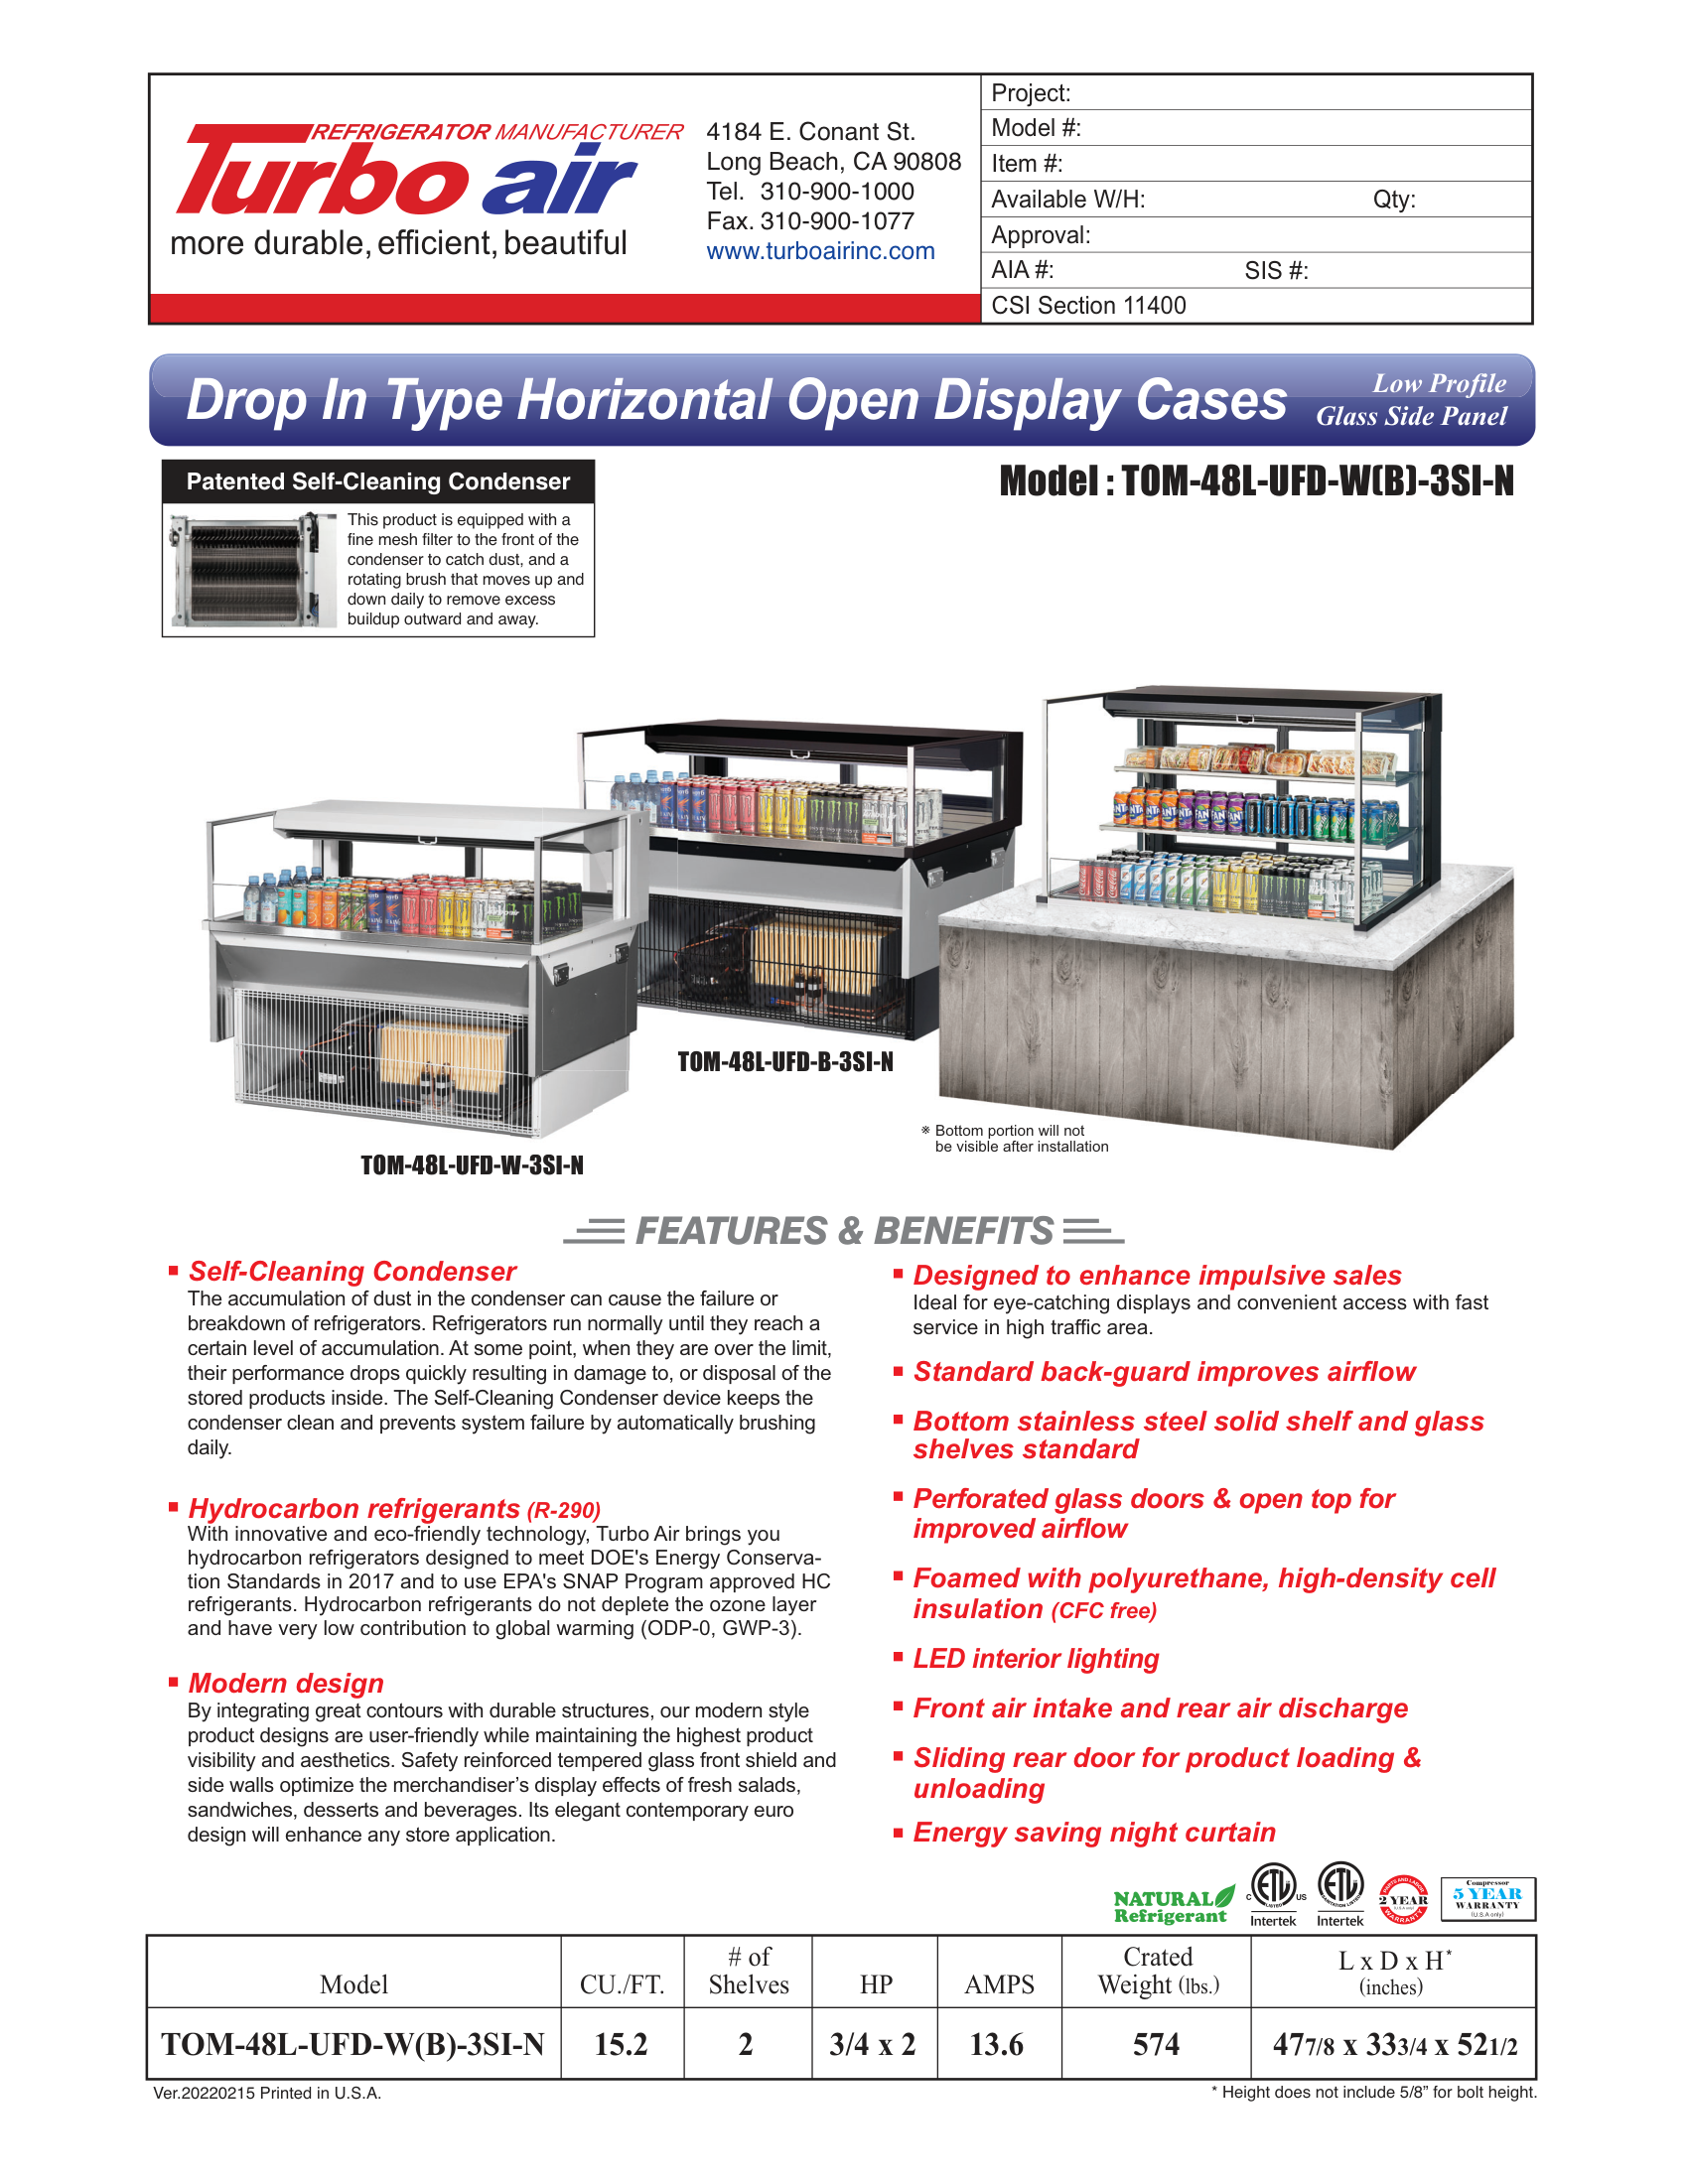 REFRIGERATOR MANUFACTURER
Turbo air
more durable, efficient, beautiful
4184 E. Conant St.
Long Beach, CA 90808
Tel. 310-900-1000
Fax. 310-900-1077
www.turboairinc.com
Project:
Model #:
Item #:
Available W/H: Qty:
Approval:
AIA #: SIS #:
CSI Section 11400
Drop In Type Horizontal Open Display Cases
Low Profile
Glass Side Panel
Patented Self-Cleaning Condenser
This product is equipped with a
fine mesh filter to the front of the
condenser to catch dust, and a
rotating brush that moves up and
down daily to remove excess
buildup outward and away.
Model : TOM-48L-UFD-W(B)-3SI-N
TOM-48L-UFD-B-3SI-N
TOM-48L-UFD-W-3SI-N
※ Bottom portion will not
be visible after installation
FEATURES & BENEFITS
▪ Self-Cleaning Condenser
The accumulation of dust in the condenser can cause the failure or
breakdown of refrigerators. Refrigerators run normally until they reach a
certain level of accumulation. At some point, when they are over the limit,
their performance drops quickly resulting in damage to, or disposal of the
stored products inside. The Self-Cleaning Condenser device keeps the
condenser clean and prevents system failure by automatically brushing
daily.
▪ Hydrocarbon refrigerants (R-290)
With innovative and eco-friendly technology, Turbo Air brings you
hydrocarbon refrigerators designed to meet DOE's Energy Conserva-
tion Standards in 2017 and to use EPA's SNAP Program approved HC
refrigerants. Hydrocarbon refrigerants do not deplete the ozone layer
and have very low contribution to global warming (ODP-0, GWP-3).
▪ Modern design
By integrating great contours with durable structures, our modern style
product designs are user-friendly while maintaining the highest product
visibility and aesthetics. Safety reinforced tempered glass front shield and
side walls optimize the merchandiser’s display effects of fresh salads,
sandwiches, desserts and beverages. Its elegant contemporary euro
design will enhance any store application.
▪ Designed to enhance impulsive sales
Ideal for eye-catching displays and convenient access with fast
service in high traffic area.
▪ Standard back-guard improves airflow
▪ Bottom stainless steel solid shelf and glass
shelves standard
▪ Perforated glass doors & open top for
improved airflow
▪ Foamed with polyurethane, high-density cell
insulation (CFC free)
▪ LED interior lighting
▪ Front air intake and rear air discharge
▪ Sliding rear door for product loading &
unloading
▪ Energy saving night curtain
NATURAL
Refrigerant
C ETL US
LISTED
Intertek
ETL
SANITATION LISTED
Intertek
PARTS AND LABOR
2 YEAR
(U.S.A only)
WARRANTY
Compressor
5 YEAR
WARRANTY
(U.S.A only)
Model CU./FT. # of Shelves HP AMPS Crated Weight (lbs.) L x D x H* (inches)
TOM-48L-UFD-W(B)-3SI-N 15.2 2 3/4 x 2 13.6 574 47 7/8 x 33 3/4 x 52 1/2
Ver.20220215 Printed in U.S.A.
* Height does not include 5/8” for bolt height.